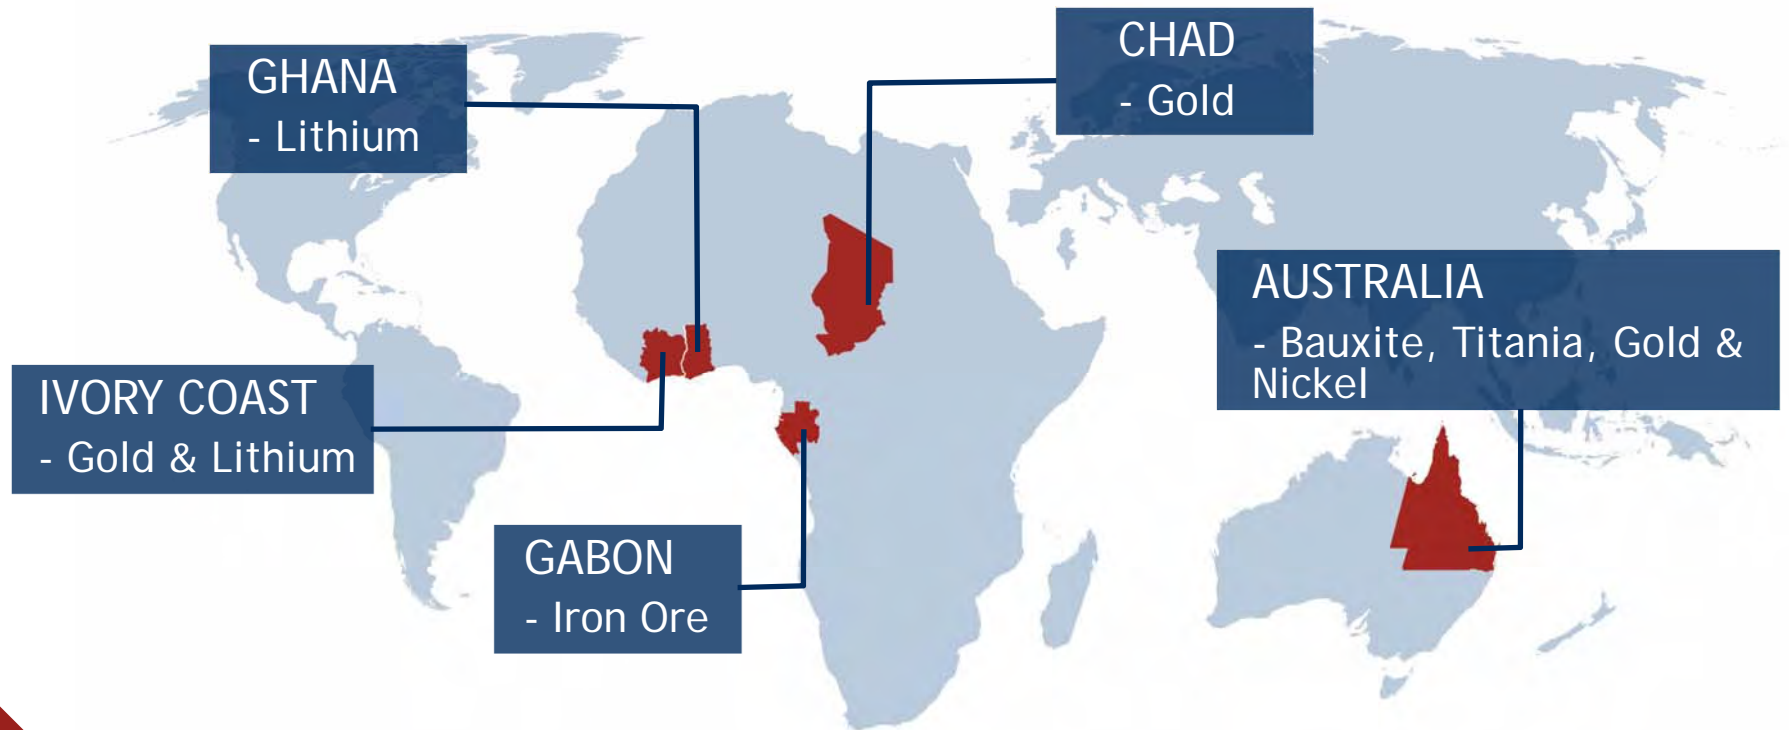 GHANA
- Lithium
CHAD
- Gold
AUSTRALIA
- Bauxite, Titania, Gold &
Nickel
IVORY COAST
- Gold & Lithium
GABON
- Iron Ore